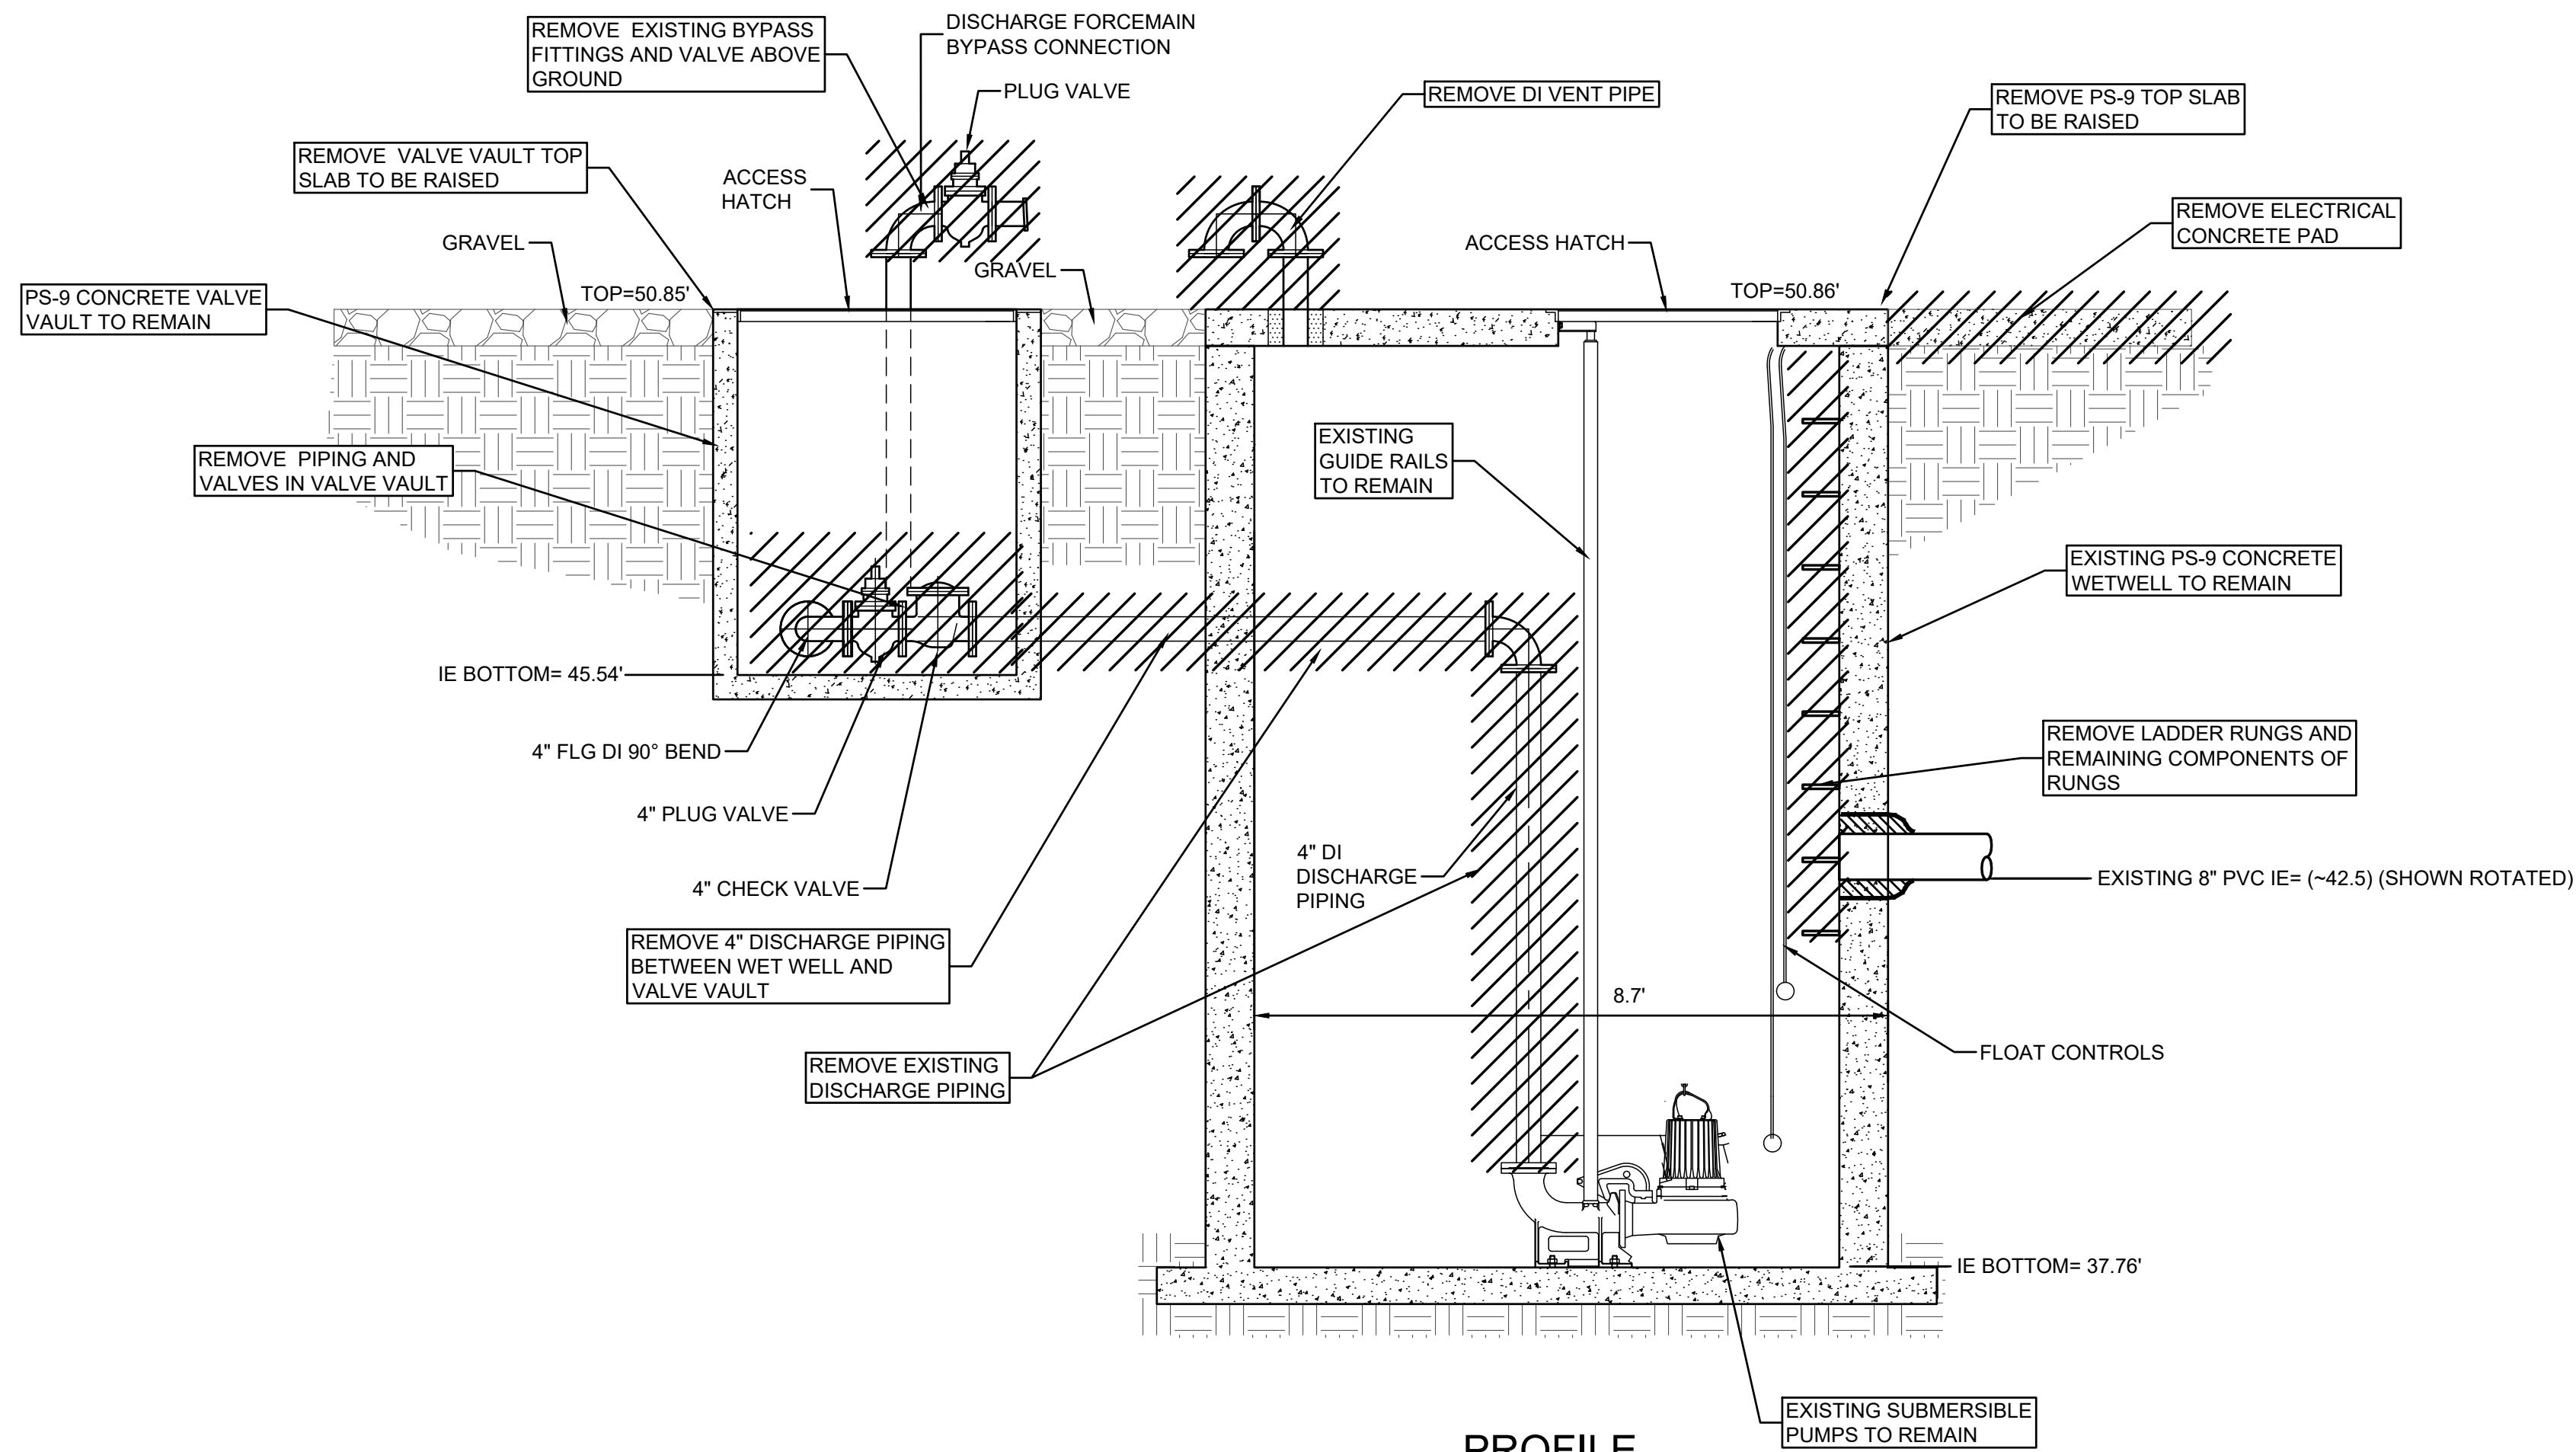 REMOVE  EXISTING BYPASS
FITTINGS AND VALVE ABOVE
GROUND
DISCHARGE FORCEMAIN
BYPASS CONNECTION
PLUG VALVE
REMOVE DI VENT PIPE
REMOVE PS-9 TOP SLAB
TO BE RAISED
REMOVE  VALVE VAULT TOP
SLAB TO BE RAISED
ACCESS
HATCH
REMOVE ELECTRICAL
CONCRETE PAD
GRAVEL
GRAVEL
ACCESS HATCH
PS-9 CONCRETE VALVE
VAULT TO REMAIN
TOP=50.85'
TOP=50.86'
EXISTING
GUIDE RAILS
TO REMAIN
REMOVE  PIPING AND
VALVES IN VALVE VAULT
EXISTING PS-9 CONCRETE
WETWELL TO REMAIN
IE BOTTOM= 45.54'
4" FLG DI 90° BEND
REMOVE LADDER RUNGS AND
REMAINING COMPONENTS OF
RUNGS
4" PLUG VALVE
4" DI
DISCHARGE
PIPING
4" CHECK VALVE
EXISTING 8" PVC IE= (~42.5) (SHOWN ROTATED)
REMOVE 4" DISCHARGE PIPING
BETWEEN WET WELL AND
VALVE VAULT
8.7'
REMOVE EXISTING
DISCHARGE PIPING
FLOAT CONTROLS
IE BOTTOM= 37.76'
EXISTING SUBMERSIBLE
PUMPS TO REMAIN
PROFILE